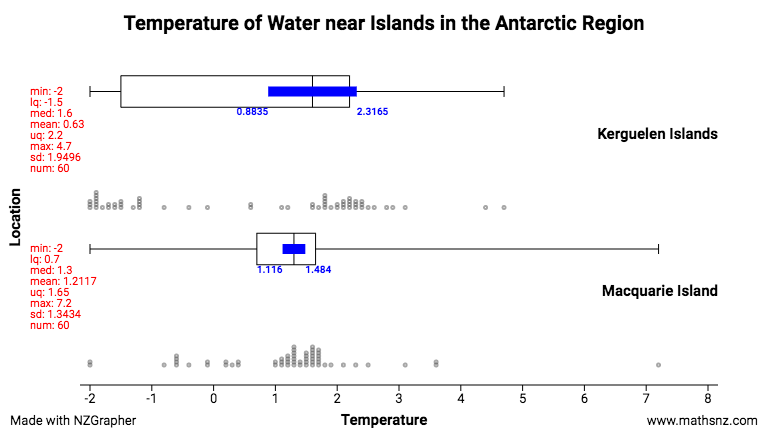 Temperature of Water near Islands in the Antarctic Region
min: -2
lq: -1.5
med: 1.6
mean: 0.63
uq: 2.2
max: 4.7
sd: 1.9496
num: 60
0.8835
2.3165
Kerguelen Islands
Location
min: -2
lq: 0.7
med: 1.3
mean: 1.2117
uq: 1.65
max: 7.2
sd: 1.3434
num: 60
1.116
1.484
Macquarie Island
-2 -1 0 1 2 3 4 5 6 7 8
Made with NZGrapher
Temperature
www.mathsnz.com